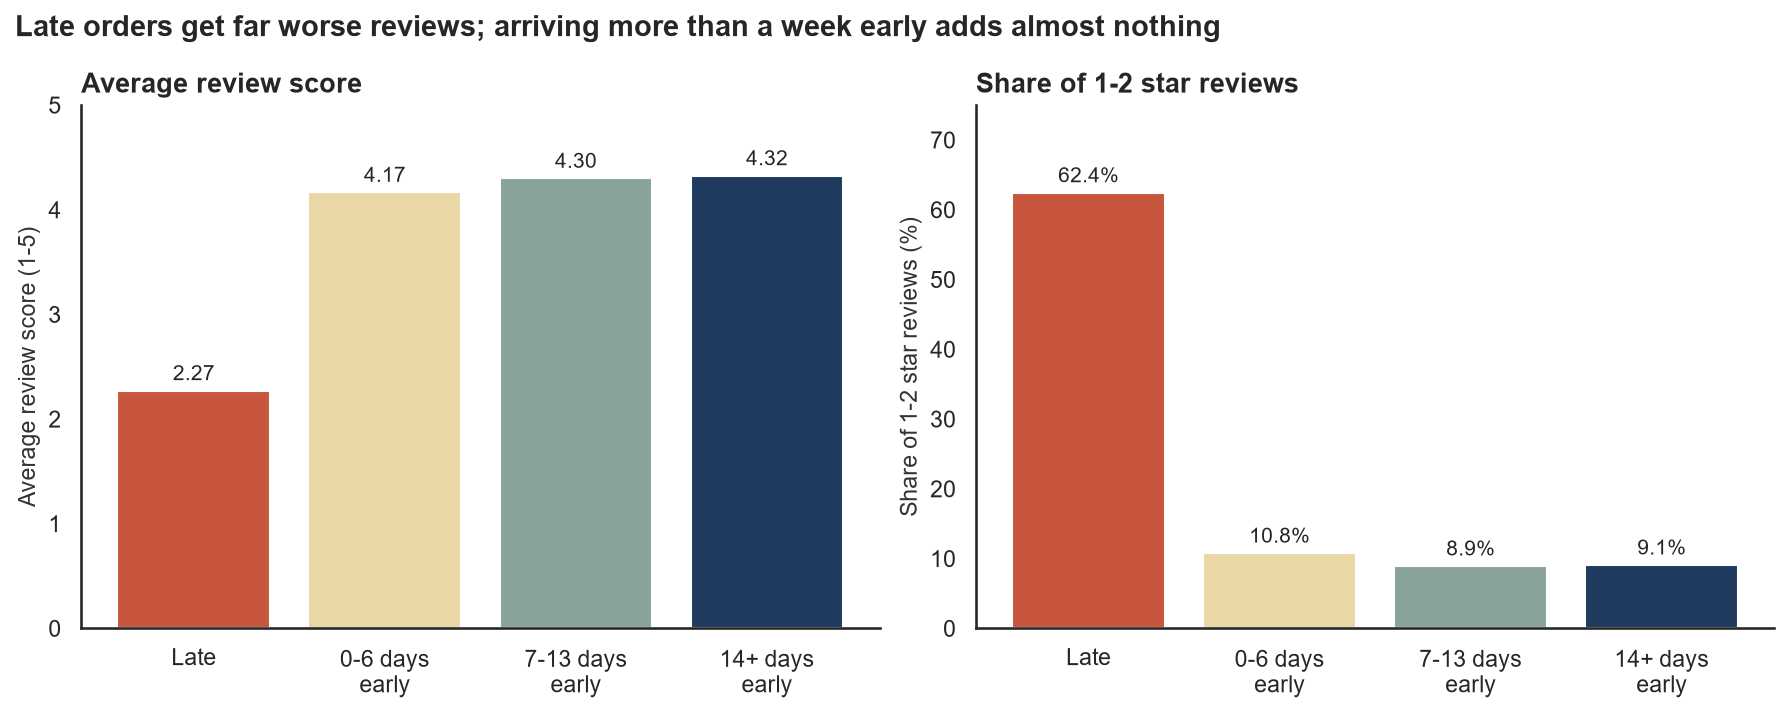 Late orders get far worse reviews; arriving more than a week early adds almost nothing
Average review score
5
4
3
2
1
0
Average review score (1-5)
2.27
4.17
4.30
4.32
Late
0-6 days
early
7-13 days
early
14+ days
early
Share of 1-2 star reviews
70
60
50
40
30
20
10
0
Share of 1-2 star reviews (%)
62.4%
10.8%
8.9%
9.1%
Late
0-6 days
early
7-13 days
early
14+ days
early